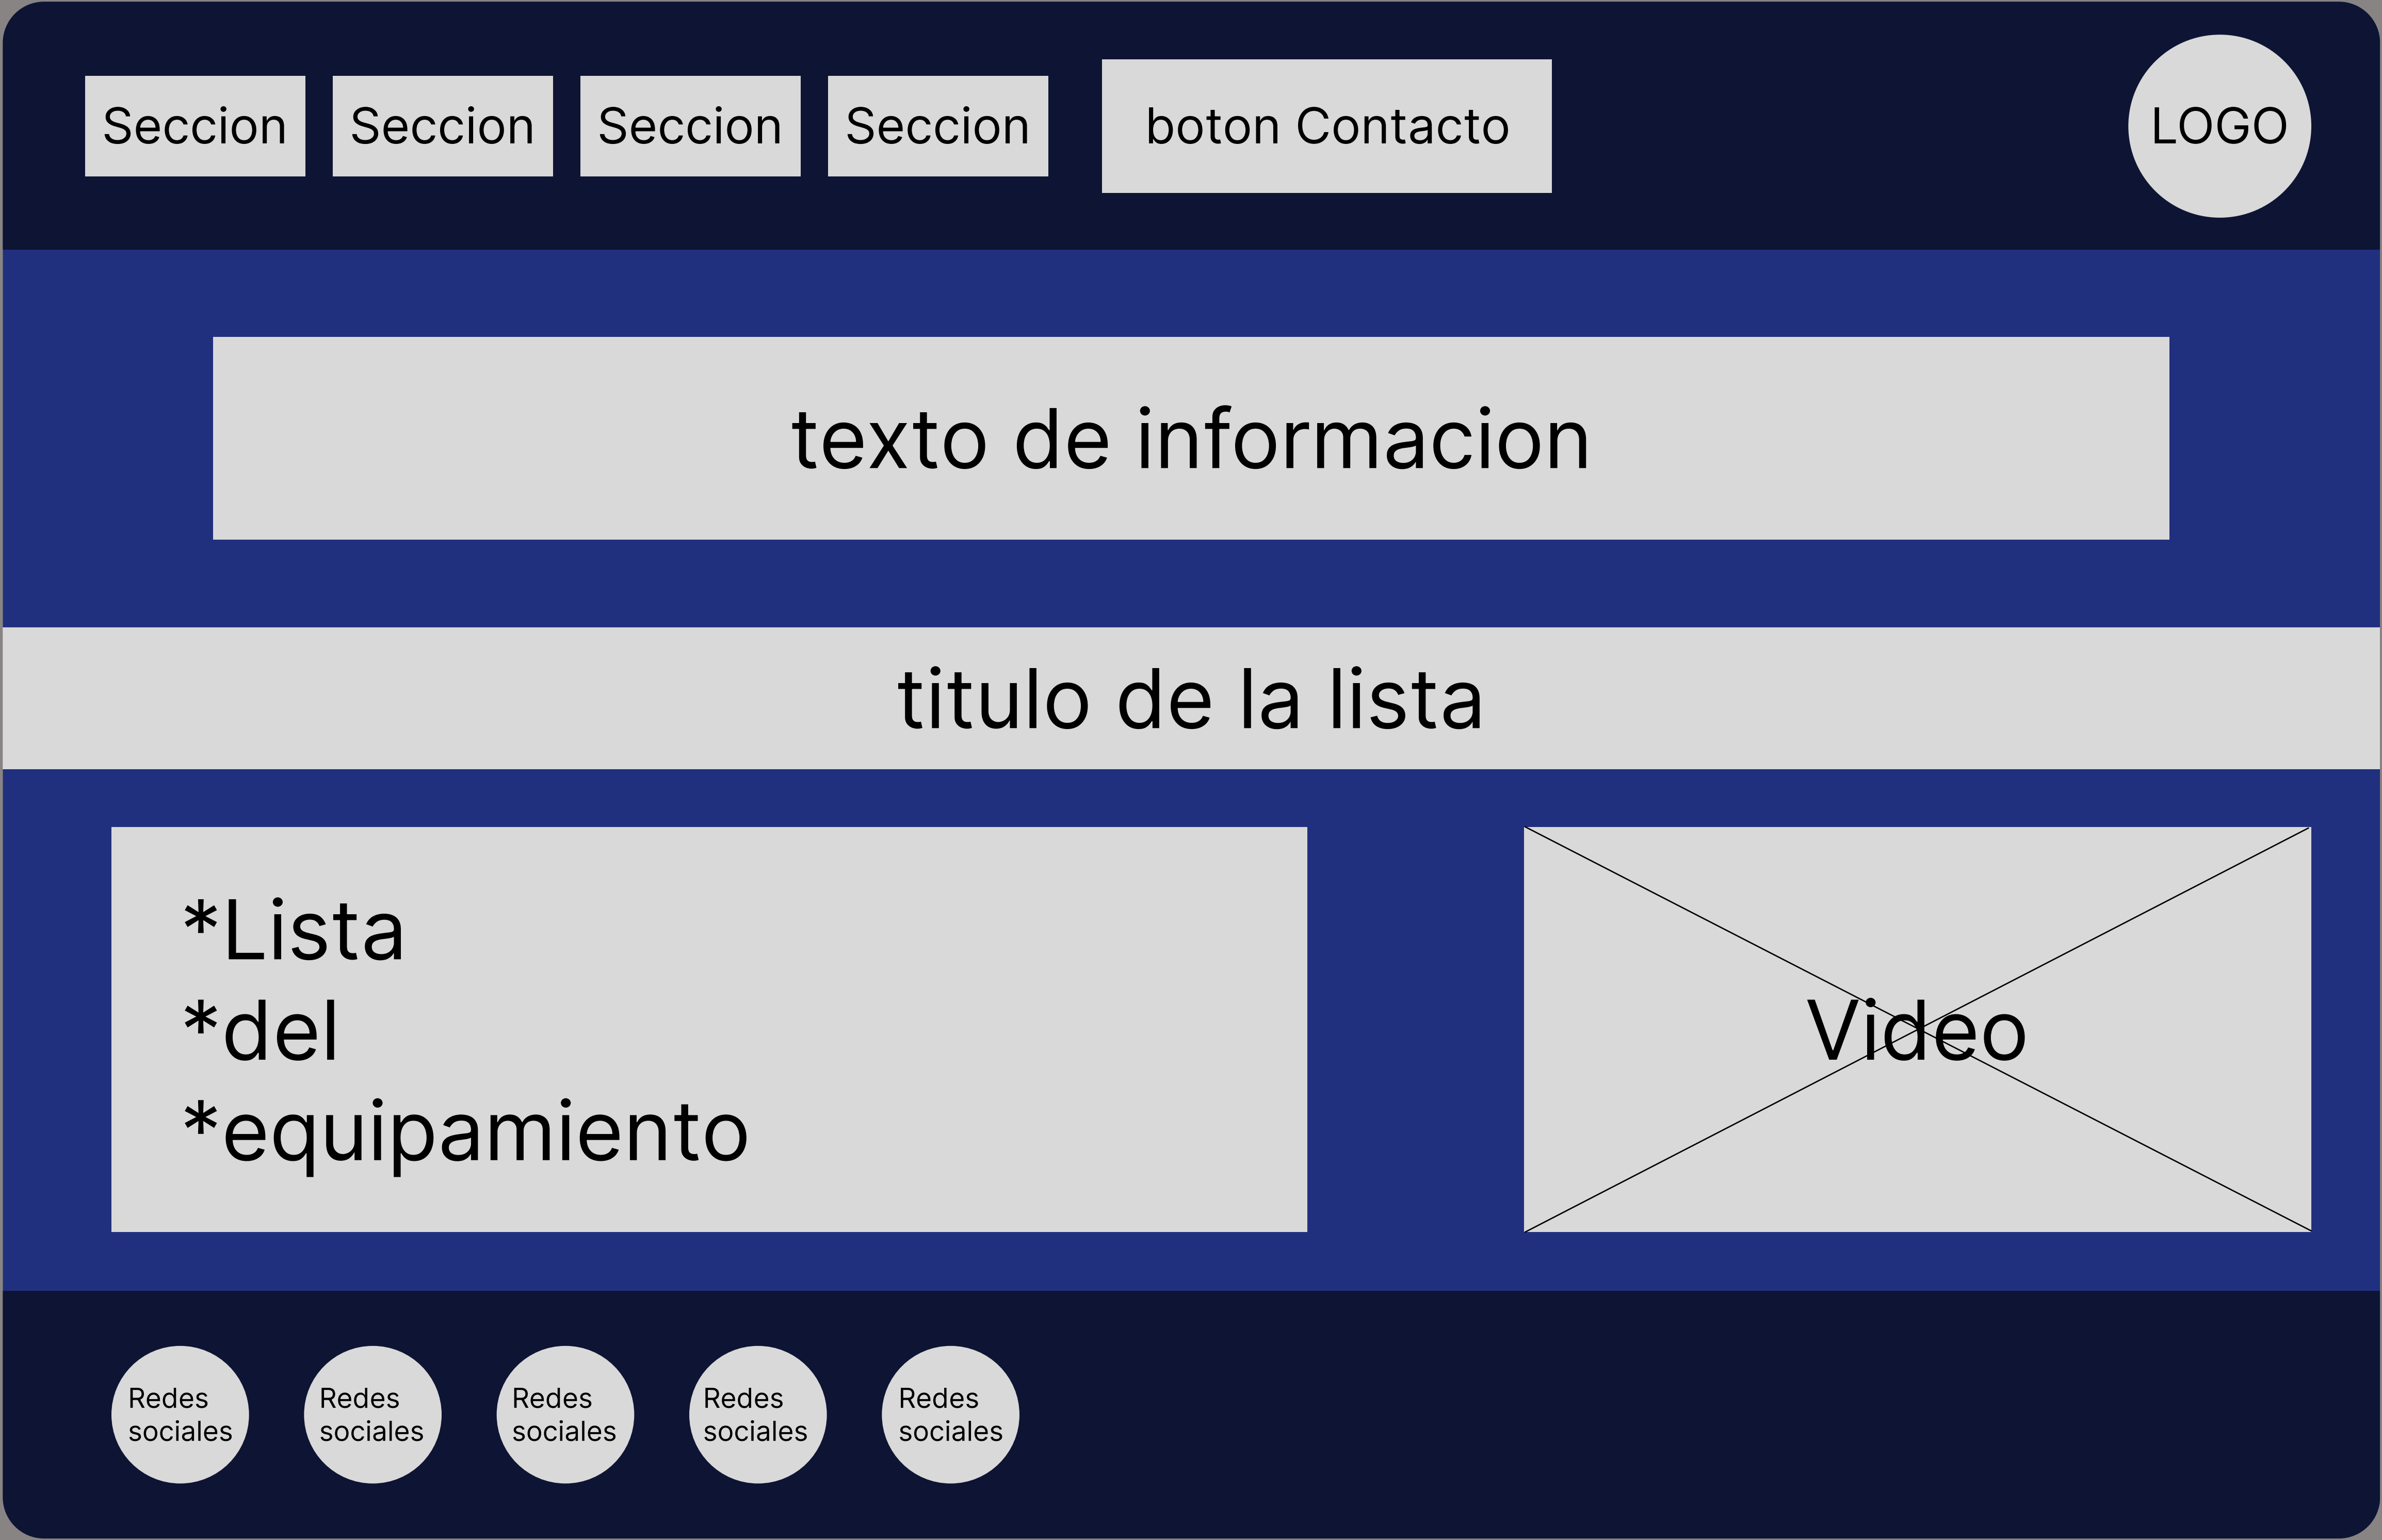 Seccion
Seccion
Seccion
Seccion
boton Contacto
LOGO
texto de informacion
titulo de la lista
*Lista
*del
*equipamiento
Video
Redes
sociales
Redes
sociales
Redes
sociales
Redes
sociales
Redes
sociales